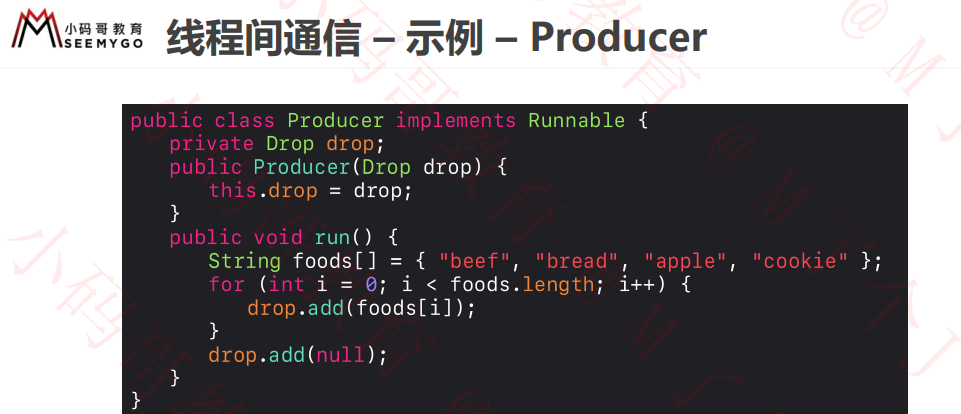 小码哥教育
SEEMYGO
线程间通信 – 示例 – Producer
public class Producer implements Runnable {
    private Drop drop;
    public Producer(Drop drop) {
        this.drop = drop;
    }
    public void run() {
        String foods[] = { "beef", "bread", "apple", "cookie" };
        for (int i = 0; i < foods.length; i++) {
            drop.add(foods[i]);
        }
        drop.add(null);
    }
}